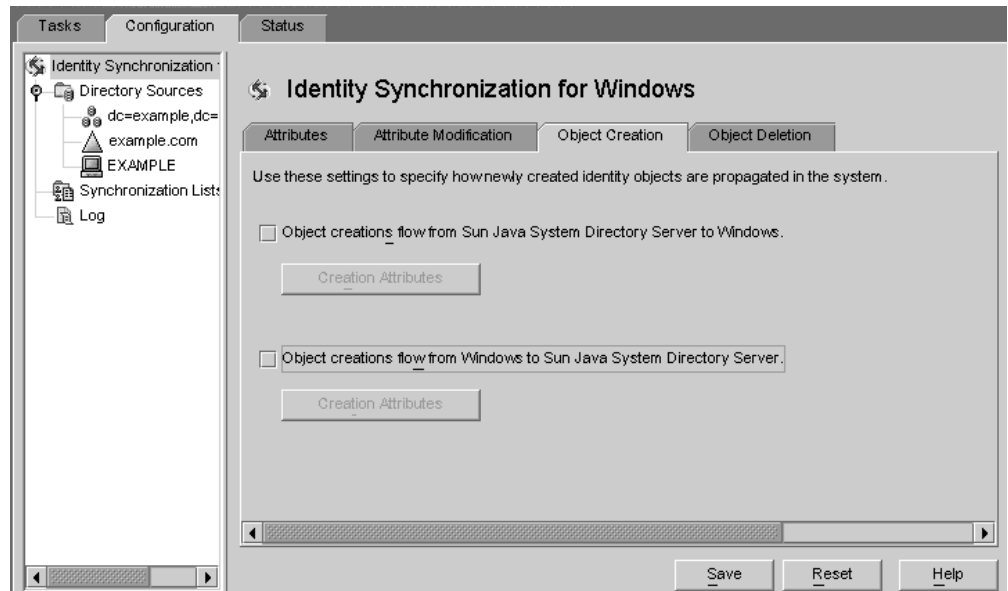 Tasks
Configuration
Status
Identity Synchronization
Directory Sources
dc=example,dc=
example.com
EXAMPLE
Synchronization Lists
Log
Identity Synchronization for Windows
Attributes
Attribute Modification
Object Creation
Object Deletion
Use these settings to specify how newly created identity objects are propagated in the system.
Object creations flow from Sun Java System Directory Server to Windows.
Creation Attributes
Object creations flow from Windows to Sun Java System Directory Server.
Creation Attributes
Save
Reset
Help